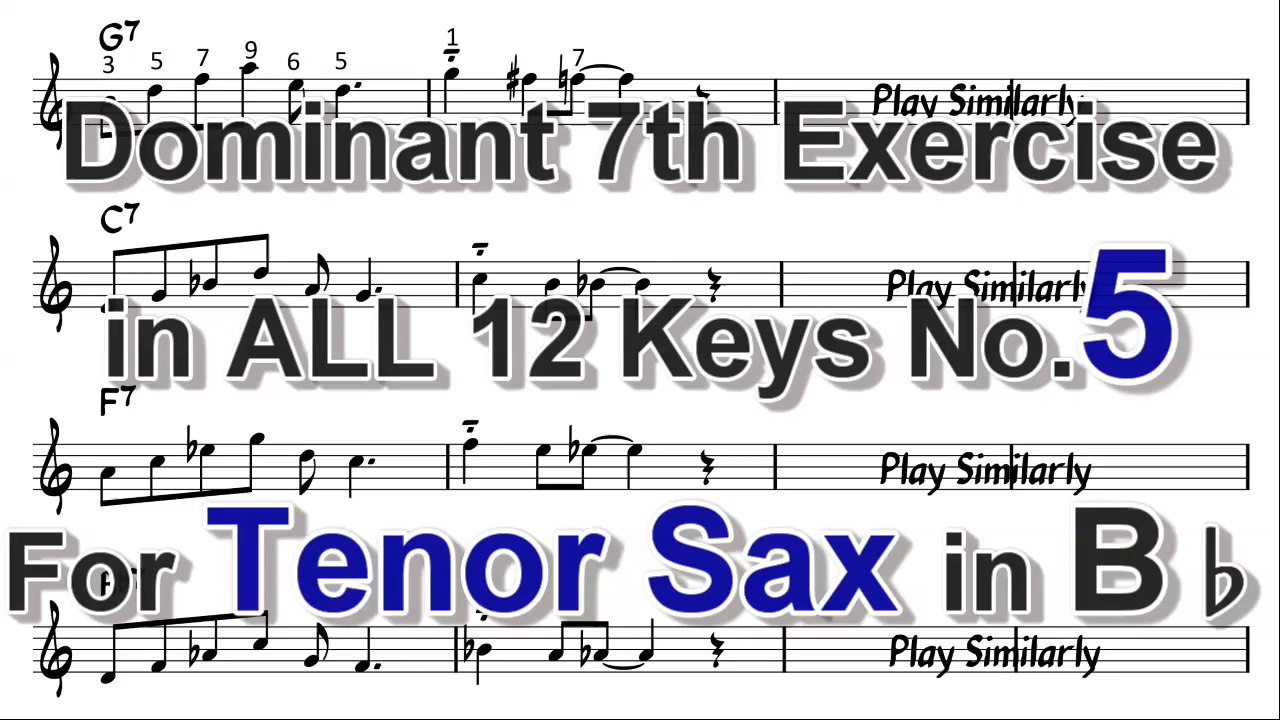 G7
3 5 7 9 6 5 1 7
Play Similarly
Dominant 7th Exercise
C7
Play Similarly
in ALL 12 Keys No.5
F7
Play Similarly
For Tenor Sax in B♭
Play Similarly